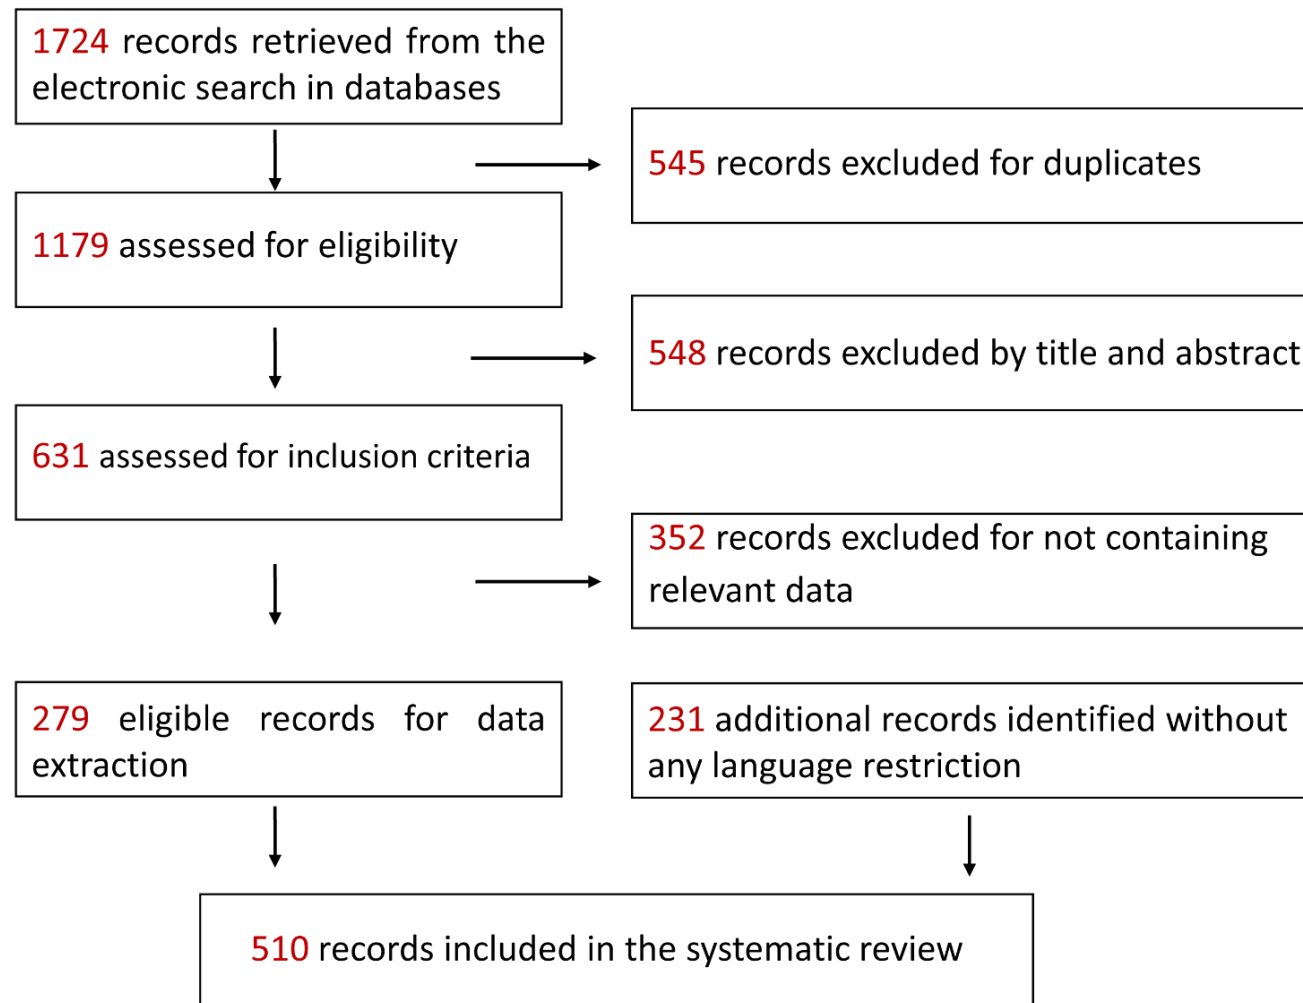 1724 records retrieved from the
electronic search in databases
545 records excluded for duplicates
1179 assessed for eligibility
548 records excluded by title and abstract
631 assessed for inclusion criteria
352 records excluded for not containing
relevant data
279 eligible records for data
extraction
231 additional records identified without
any language restriction
510 records included in the systematic review